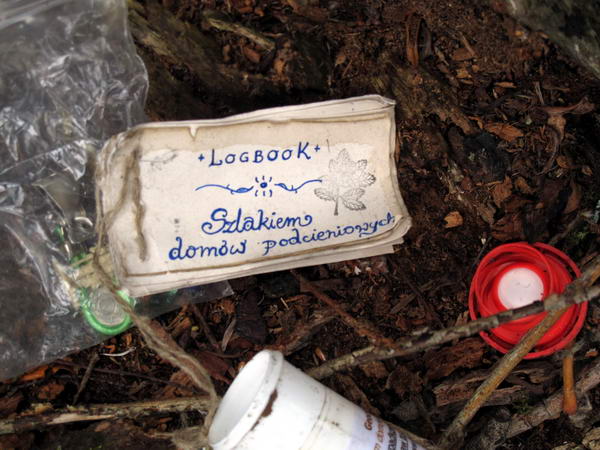 +LOGBOOK+
Szlakiem
domów podcieniowych